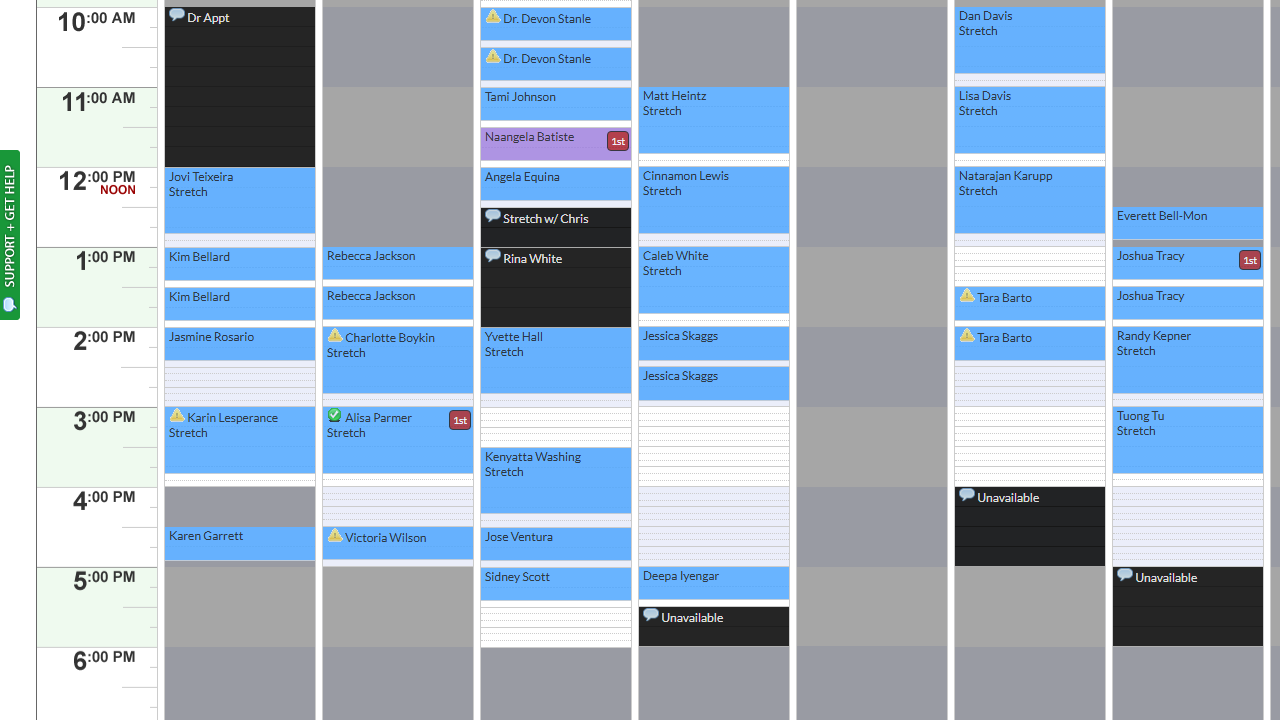 SUPPORT + GET HELP
10:00 AM
11:00 AM
12:00 PM
NOON
1:00 PM
2:00 PM
3:00 PM
4:00 PM
5:00 PM
6:00 PM
Dr Appt
Jovi Teixeira
Stretch
Kim Bellard
Kim Bellard
Jasmine Rosario
Karin Lesperance
Stretch
Karen Garrett
Rebecca Jackson
Rebecca Jackson
Charlotte Boykin
Stretch
Alisa Parmer
1st
Stretch
Victoria Wilson
Dr. Devon Stanle
Dr. Devon Stanle
Tami Johnson
Naangela Batiste
1st
Angela Equina
Stretch w/ Chris
Rina White
Yvette Hall
Stretch
Kenyatta Washing
Stretch
Jose Ventura
Sidney Scott
Matt Heintz
Stretch
Cinnamon Lewis
Stretch
Caleb White
Stretch
Jessica Skaggs
Jessica Skaggs
Deepa Iyengar
Unavailable
Dan Davis
Stretch
Lisa Davis
Stretch
Natarajan Karupp
Stretch
Tara Barto
Tara Barto
Unavailable
Everett Bell-Mon
Joshua Tracy
1st
Joshua Tracy
Randy Kepner
Stretch
Tuong Tu
Stretch
Unavailable